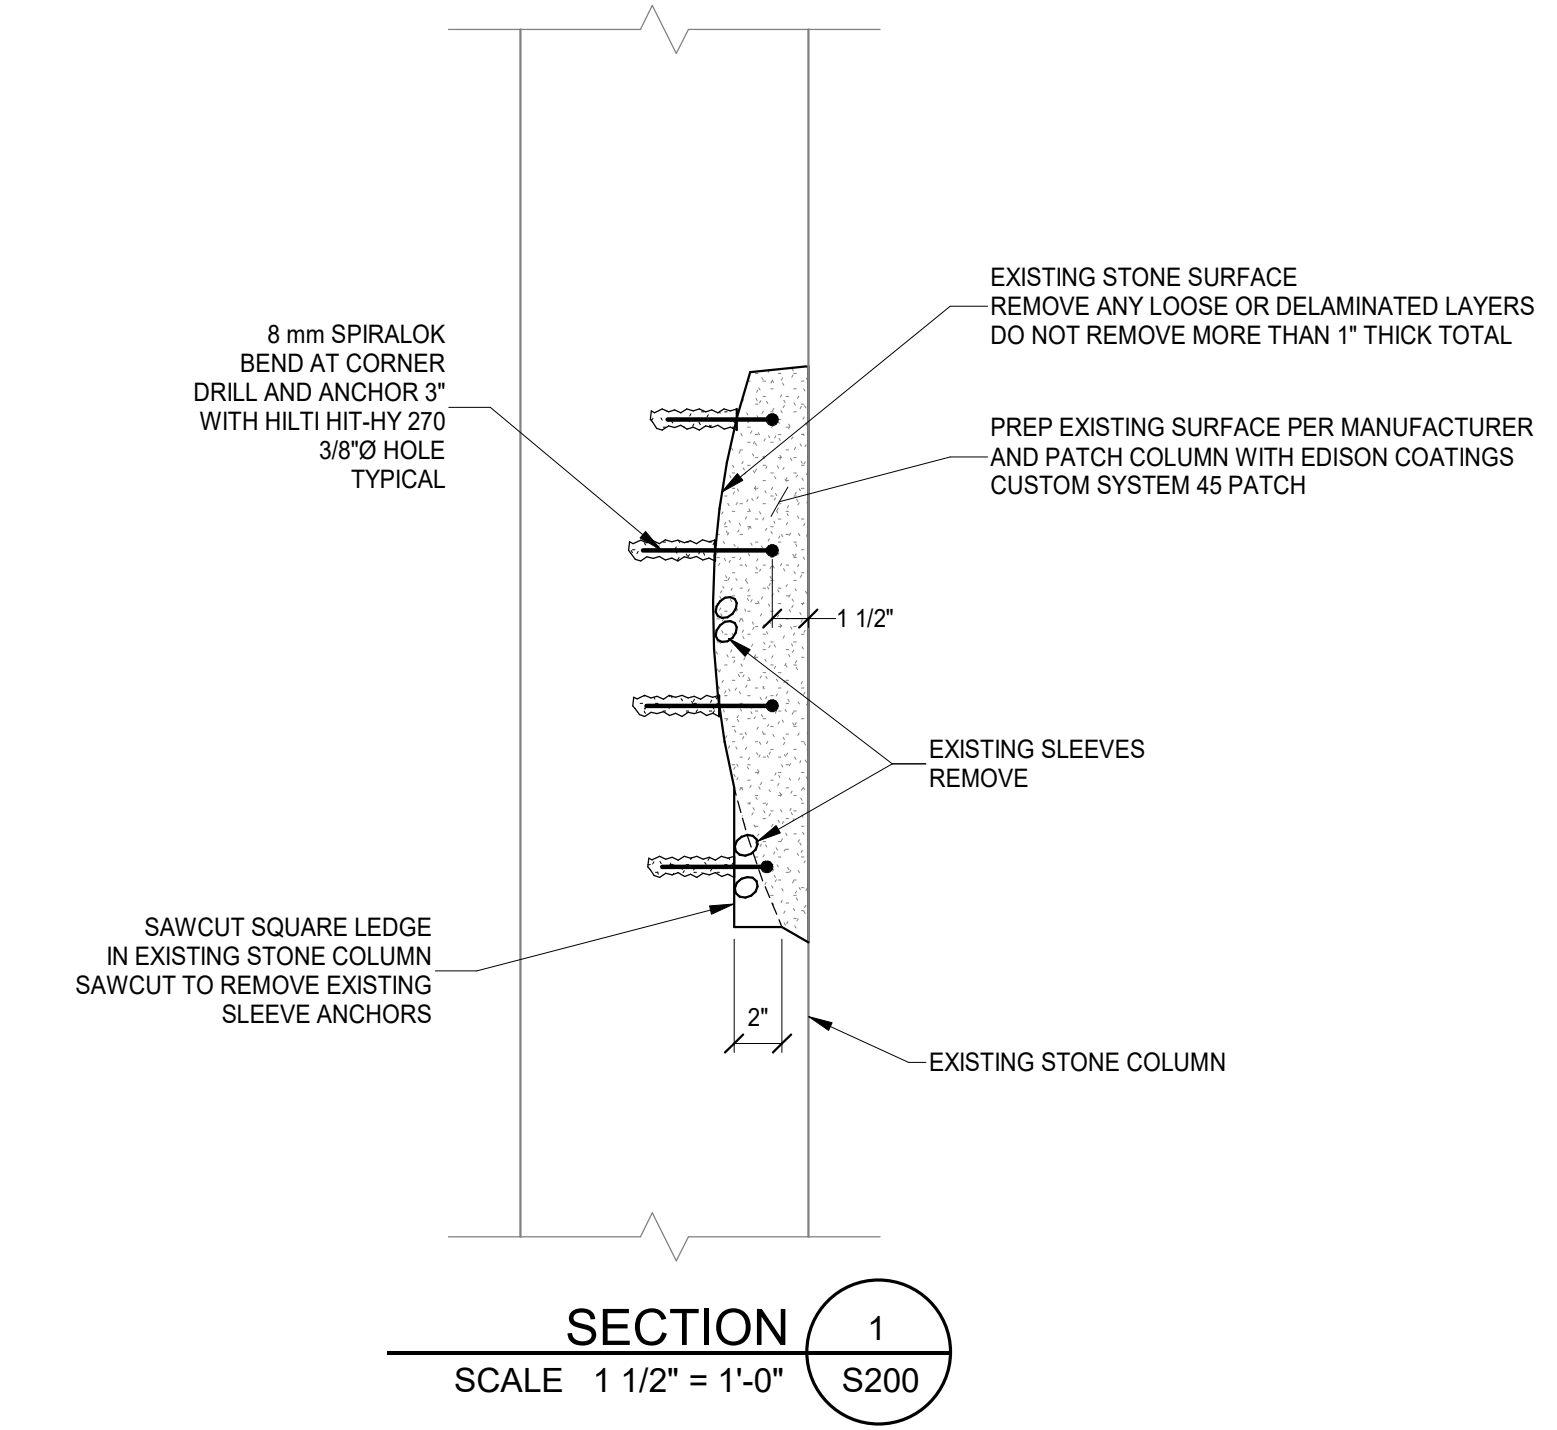 EXISTING STONE SURFACE
REMOVE ANY LOOSE OR DELAMINATED LAYERS
DO NOT REMOVE MORE THAN 1" THICK TOTAL
8 mm SPIRALOK
BEND AT CORNER
DRILL AND ANCHOR 3"
WITH HILTI HIT-HY 270
3/8"Ø HOLE
TYPICAL
PREP EXISTING SURFACE PER MANUFACTURER
AND PATCH COLUMN WITH EDISON COATINGS
CUSTOM SYSTEM 45 PATCH
1 1/2"
EXISTING SLEEVES
REMOVE
SAWCUT SQUARE LEDGE
IN EXISTING STONE COLUMN
SAWCUT TO REMOVE EXISTING
SLEEVE ANCHORS
2"
EXISTING STONE COLUMN
SECTION
1
SCALE 1 1/2" = 1'-0"
S200